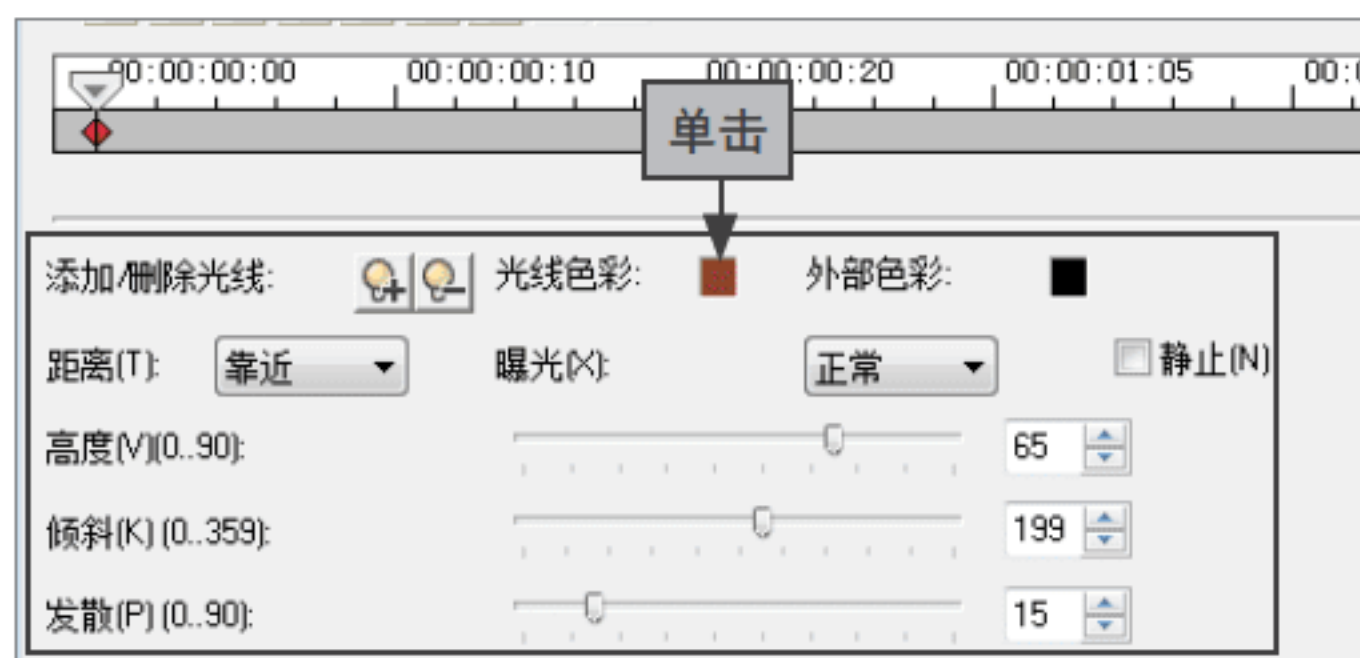 00:00:00:00 00:00:00:10 00:00:00:20 00:00:01:05
单击
添加/删除光线: 光线色彩: 外部色彩:
距离(T): 靠近 曝光(X): 正常 静止(N)
高度(V)(0..90): 65
倾斜(K) (0..359): 199
发散(P) (0..90): 15